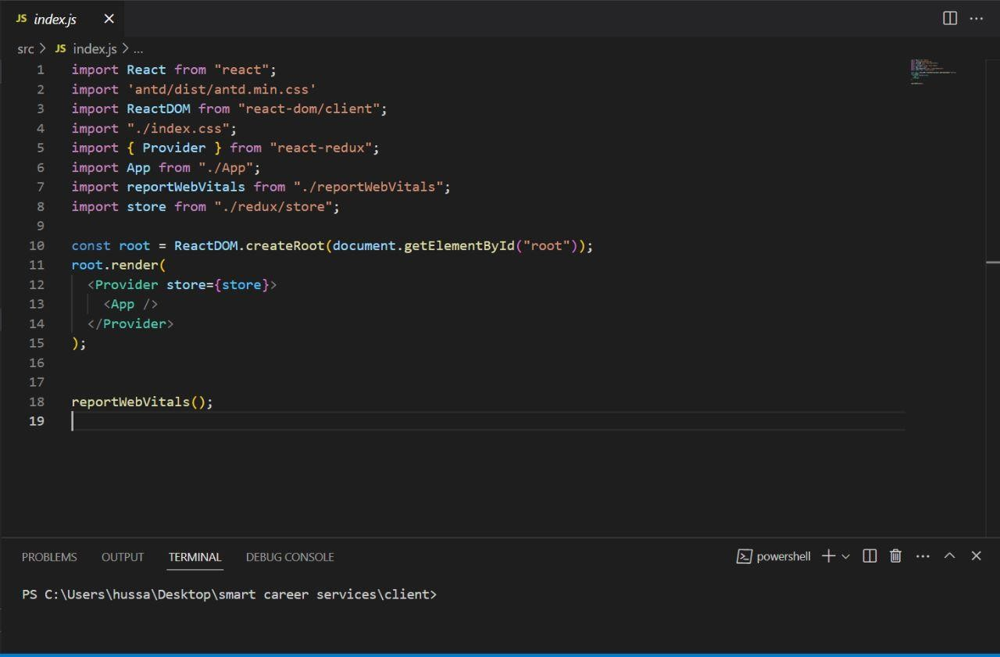 JS index.js
src > JS index.js > ...
1 import React from "react";
2 import 'antd/dist/antd.min.css'
3 import ReactDOM from "react-dom/client";
4 import "./index.css";
5 import { Provider } from "react-redux";
6 import App from "./App";
7 import reportWebVitals from "./reportWebVitals";
8 import store from "./redux/store";
9
10 const root = ReactDOM.createRoot(document.getElementById("root"));
11 root.render(
12   <Provider store={store}>
13     <App />
14   </Provider>
15 );
16
17
18 reportWebVitals();
19
PROBLEMS OUTPUT TERMINAL DEBUG CONSOLE powershell
PS C:\Users\hussa\Desktop\smart career services\client>